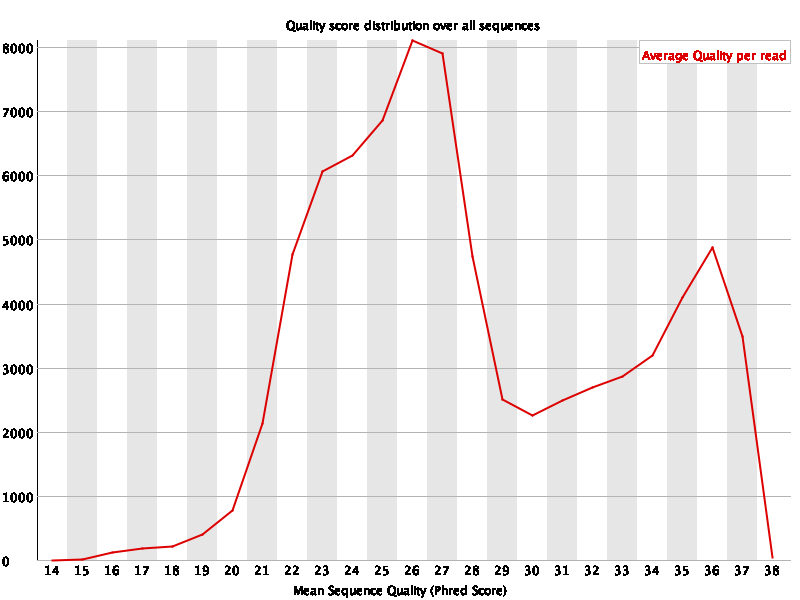 Quality score distribution over all sequences
Average Quality per read
8000
7000
6000
5000
4000
3000
2000
1000
0
14 15 16 17 18 19 20 21 22 23 24 25 26 27 28 29 30 31 32 33 34 35 36 37 38
Mean Sequence Quality (Phred Score)